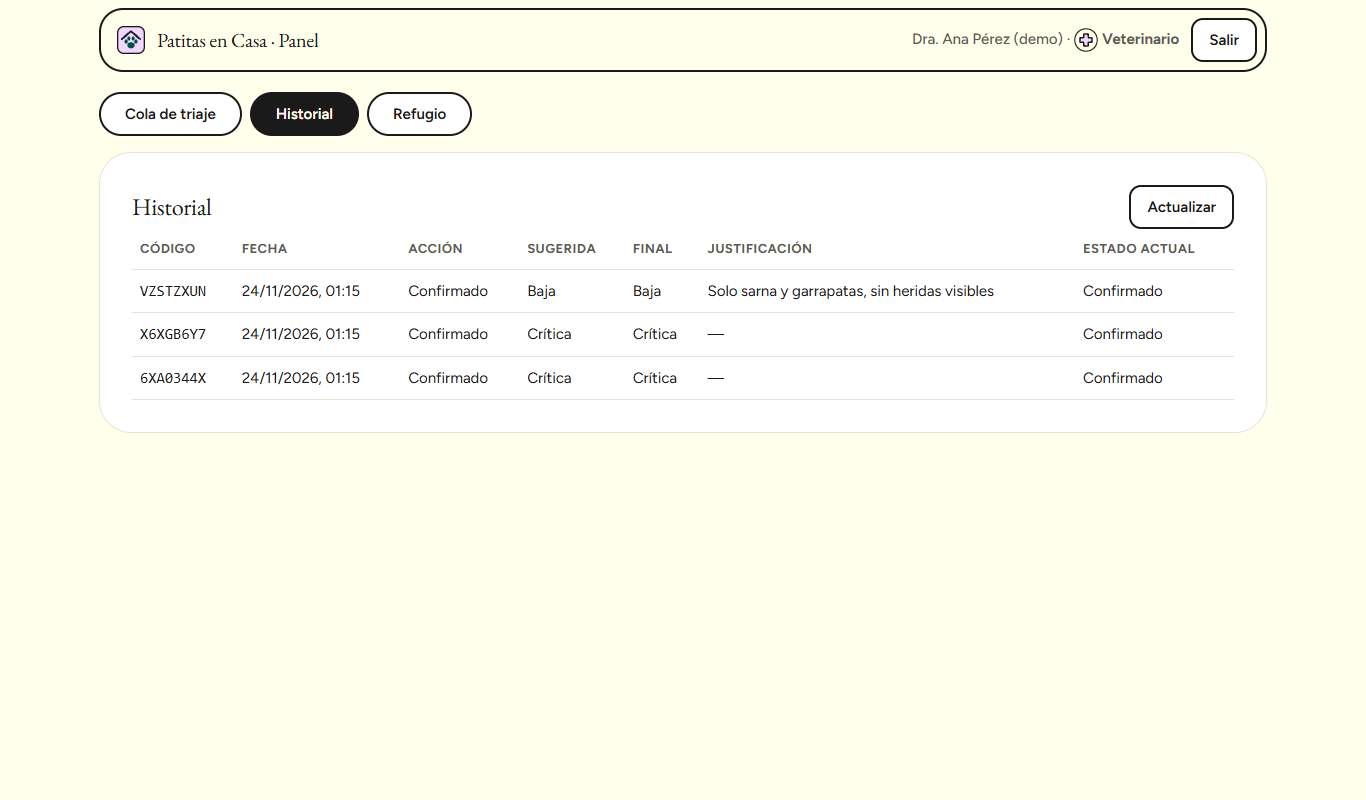 Patitas en Casa · Panel
Dra. Ana Pérez (demo) · Veterinario
Salir
Cola de triaje
Historial
Refugio
Historial
Actualizar
CÓDIGO FECHA ACCIÓN SUGERIDA FINAL JUSTIFICACIÓN ESTADO ACTUAL
VZSTZXUN 24/11/2026, 01:15 Confirmado Baja Baja Solo sarna y garrapatas, sin heridas visibles Confirmado
X6XGB6Y7 24/11/2026, 01:15 Confirmado Crítica Crítica — Confirmado
6XA0344X 24/11/2026, 01:15 Confirmado Crítica Crítica — Confirmado